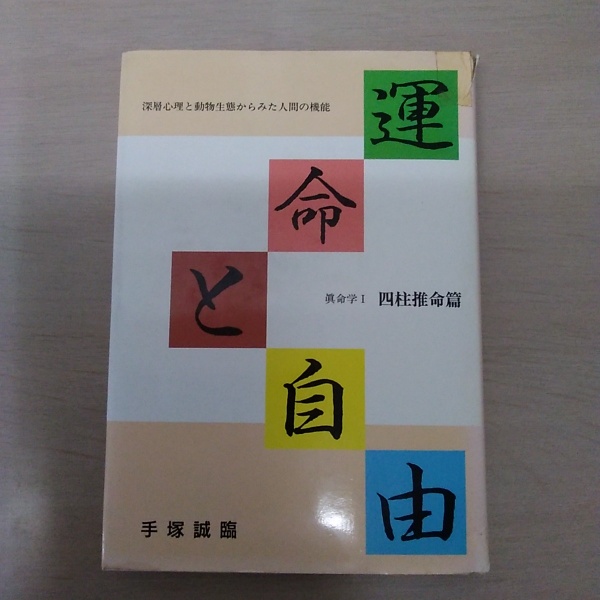 深層心理と動物生態からみた人間の機能
運
命
と
自
由
眞命学Ⅰ 四柱推命篇
手塚誠臨